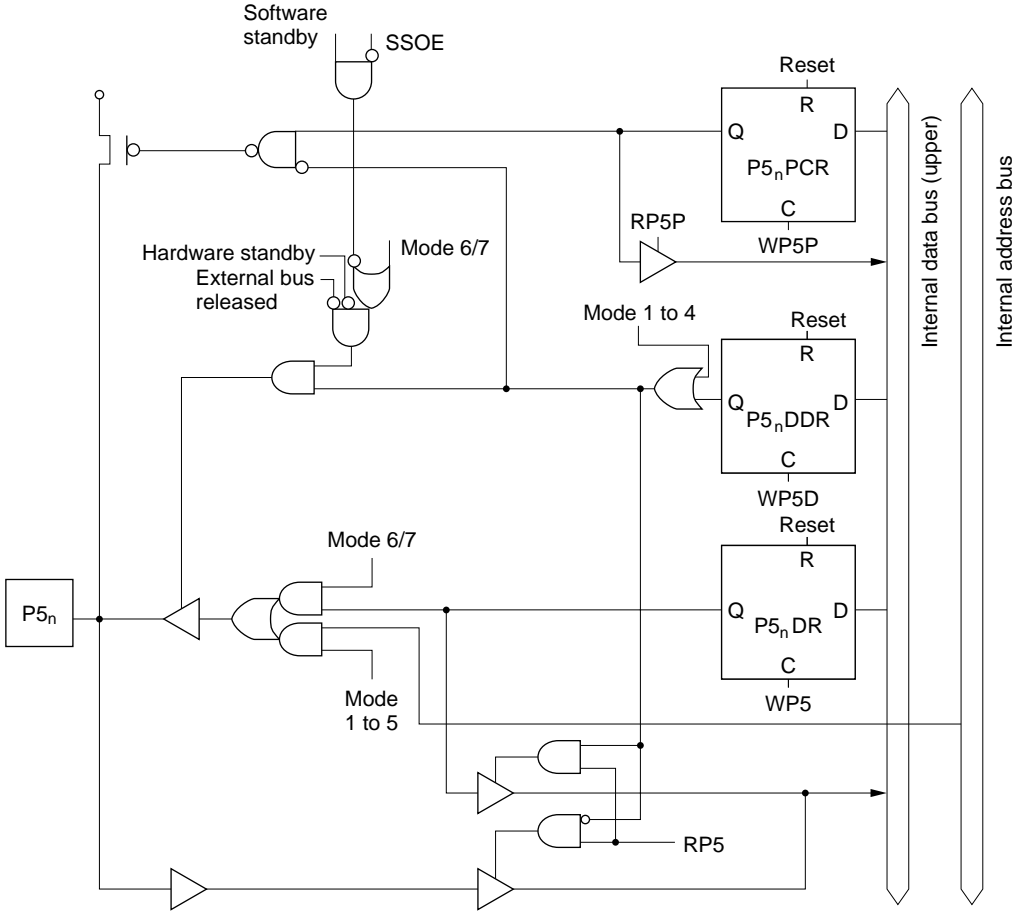 Software
standby
SSOE
Reset
R
Q
D
P5nPCR
C
WP5P
RP5P
Hardware standby
External bus
released
Mode 6/7
Mode 1 to 4
Reset
R
Q
D
P5nDDR
C
WP5D
Mode 6/7
Reset
R
Q
D
P5n DR
C
WP5
P5n
Mode
1 to 5
RP5
Internal data bus (upper)
Internal address bus